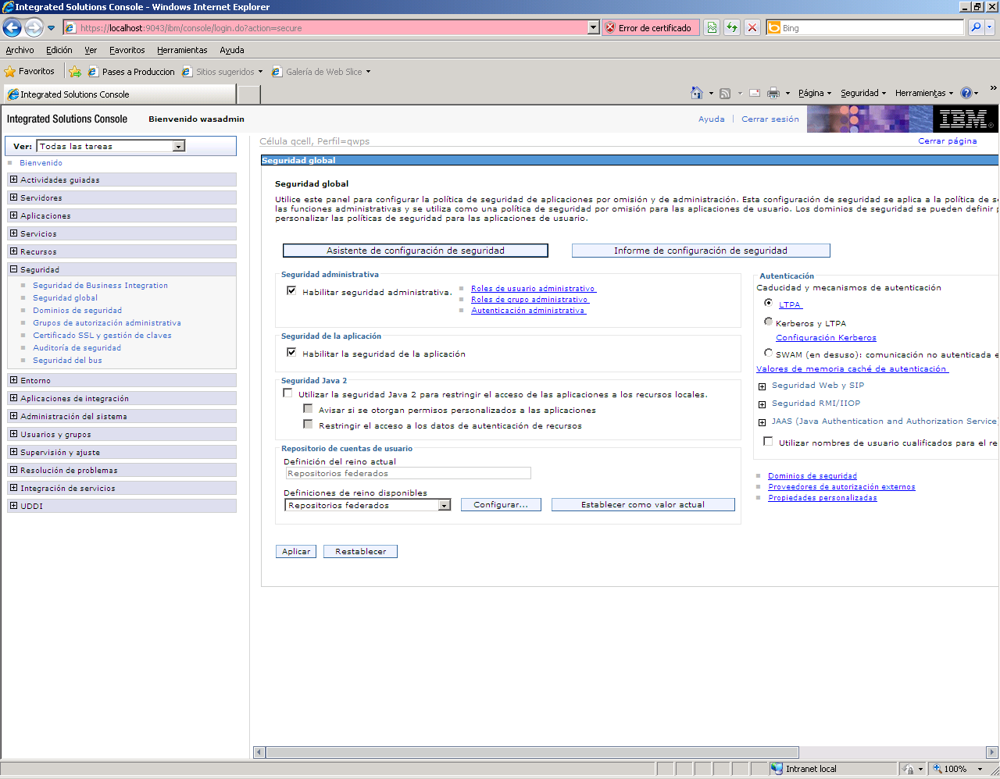 Integrated Solutions Console - Windows Internet Explorer
https://localhost:9043/ibm/console/login.do?action=secure
Error de certificado
Bing
Archivo Edición Ver Favoritos Herramientas Ayuda
Favoritos Pases a Produccion Sitios sugeridos Galería de Web Slice
Integrated Solutions Console
Página Seguridad Herramientas
Integrated Solutions Console Bienvenido wasadmin
Ayuda | Cerrar sesión
IBM®
Ver: Todas las tareas
Bienvenido
Actividades guiadas
Servidores
Aplicaciones
Servicios
Recursos
Seguridad
Seguridad de Business Integration
Seguridad global
Dominios de seguridad
Grupos de autorización administrativa
Certificado SSL y gestión de claves
Auditoría de seguridad
Seguridad del bus
Entorno
Aplicaciones de integración
Administración del sistema
Usuarios y grupos
Supervisión y ajuste
Resolución de problemas
Integración de servicios
UDDI
Célula qcell, Perfil=qwps
Cerrar página
Seguridad global
Seguridad global
Utilice este panel para configurar la política de seguridad de aplicaciones por omisión y de administración. Esta configuración de seguridad se aplica a la política de s
las funciones administrativas y se utiliza como una política de seguridad por omisión para las aplicaciones de usuario. Los dominios de seguridad se pueden definir p
personalizar las políticas de seguridad para las aplicaciones de usuario.
Asistente de configuración de seguridad
Informe de configuración de seguridad
Seguridad administrativa
Habilitar seguridad administrativa.
Roles de usuario administrativo
Roles de grupo administrativo
Autenticación administrativa
Seguridad de la aplicación
Habilitar la seguridad de la aplicación
Seguridad Java 2
Utilizar la seguridad Java 2 para restringir el acceso de las aplicaciones a los recursos locales.
Avisar si se otorgan permisos personalizados a las aplicaciones
Restringir el acceso a los datos de autenticación de recursos
Repositorio de cuentas de usuario
Definición del reino actual
Repositorios federados
Definiciones de reino disponibles
Repositorios federados
Configurar...
Establecer como valor actual
Aplicar
Restablecer
Autenticación
Caducidad y mecanismos de autenticación
LTPA
Kerberos y LTPA
Configuración Kerberos
SWAM (en desuso): comunicación no autenticada e
Valores de memoria caché de autenticación
Seguridad Web y SIP
Seguridad RMI/IIOP
JAAS (Java Authentication and Authorization Service
Utilizar nombres de usuario cualificados para el re
Dominios de seguridad
Proveedores de autorización externos
Propiedades personalizadas
Intranet local
100%